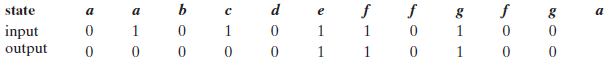 state a a b c d e f f g f g a
input 0 1 0 1 0 1 1 0 1 0 0
output 0 0 0 0 0 1 1 0 1 0 0